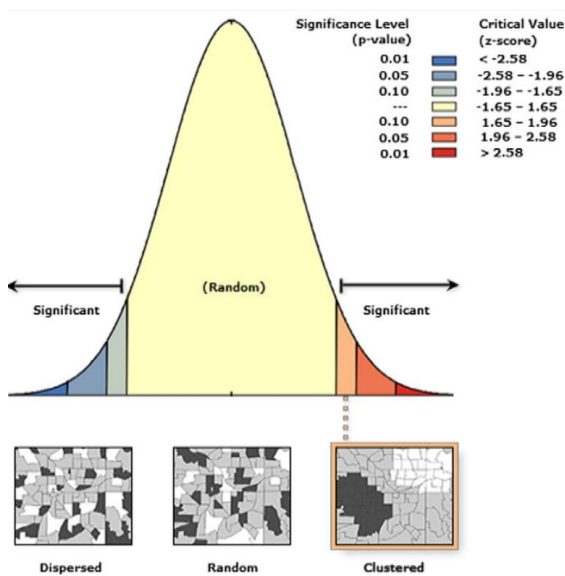 Significance Level Critical Value
(p-value) (z-score)
0.01 < -2.58
0.05 -2.58 – -1.96
0.10 -1.96 – -1.65
--- -1.65 – 1.65
0.10 1.65 – 1.96
0.05 1.96 – 2.58
0.01 > 2.58
(Random)
Significant Significant
Dispersed Random Clustered